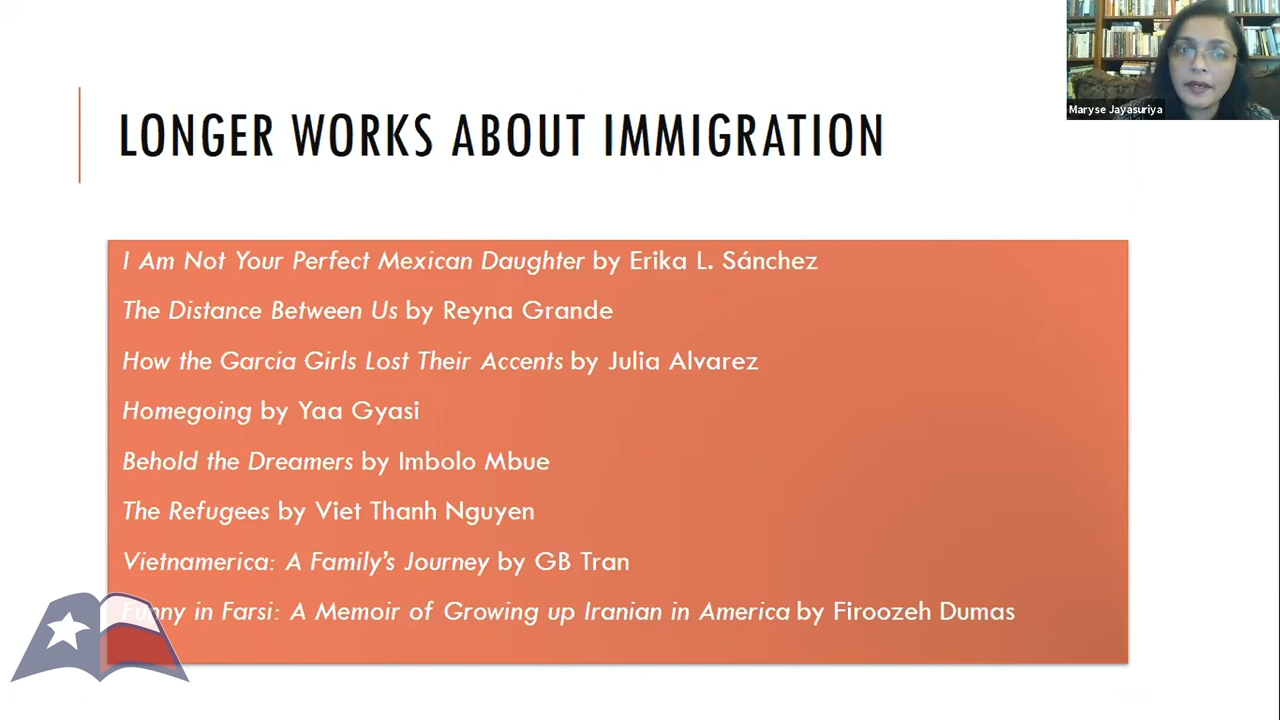 LONGER WORKS ABOUT IMMIGRATION
Maryse Jayasuriya
I Am Not Your Perfect Mexican Daughter by Erika L. Sánchez
The Distance Between Us by Reyna Grande
How the Garcia Girls Lost Their Accents by Julia Alvarez
Homegoing by Yaa Gyasi
Behold the Dreamers by Imbolo Mbue
The Refugees by Viet Thanh Nguyen
Vietnamerica: A Family’s Journey by GB Tran
Funny in Farsi: A Memoir of Growing up Iranian in America by Firoozeh Dumas